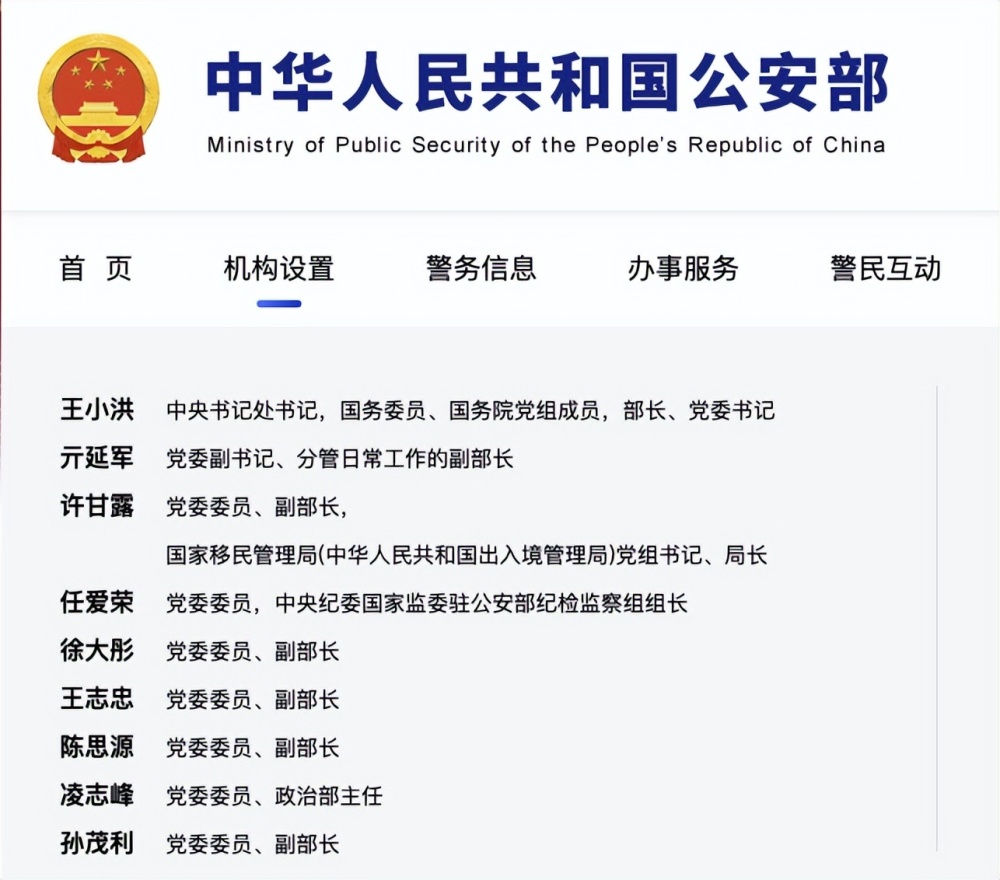 中华人民共和国公安部
Ministry of Public Security of the People's Republic of China
首 页 机构设置 警务信息 办事服务 警民互动
王小洪 中央书记处书记，国务委员、国务院党组成员，部长、党委书记
亓延军 党委副书记、分管日常工作的副部长
许甘露 党委委员、副部长，
国家移民管理局(中华人民共和国出入境管理局)党组书记、局长
任爱荣 党委委员，中央纪委国家监委驻公安部纪检监察组组长
徐大彤 党委委员、副部长
王志忠 党委委员、副部长
陈思源 党委委员、副部长
凌志峰 党委委员、政治部主任
孙茂利 党委委员、副部长